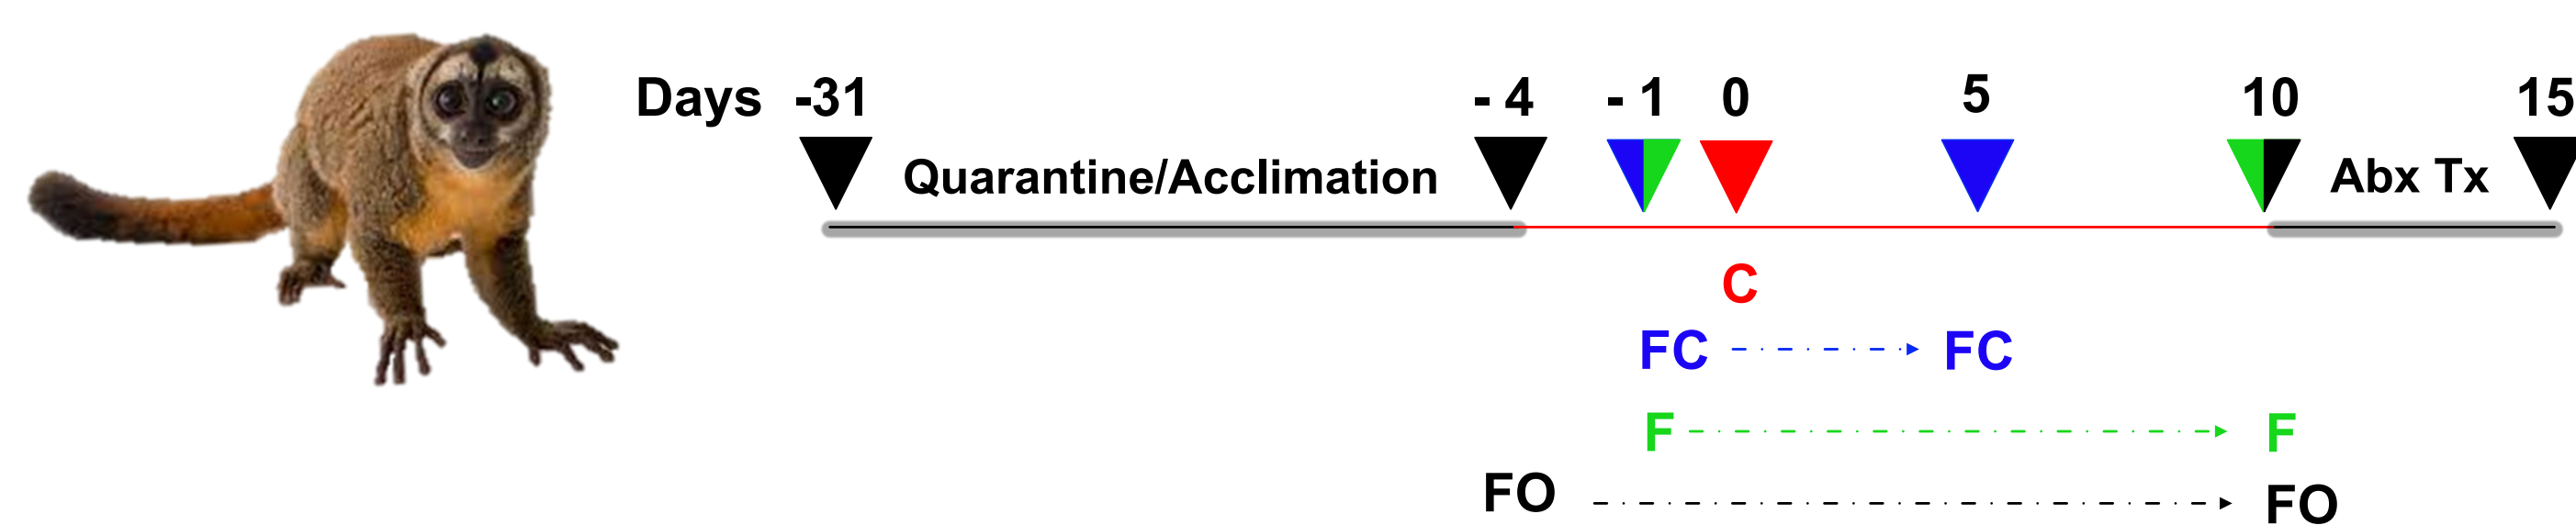 Days -31 - 4 - 1 0 5 10 15
Quarantine/Acclimation Abx Tx
C
FC FC
F F
FO FO